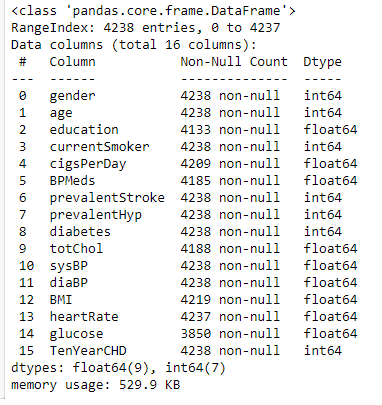 <class 'pandas.core.frame.DataFrame'>
RangeIndex: 4238 entries, 0 to 4237
Data columns (total 16 columns):
 #   Column           Non-Null Count  Dtype
---  ------           --------------  -----
 0   gender           4238 non-null   int64
 1   age              4238 non-null   int64
 2   education        4133 non-null   float64
 3   currentSmoker    4238 non-null   int64
 4   cigsPerDay       4209 non-null   float64
 5   BPMeds           4185 non-null   float64
 6   prevalentStroke  4238 non-null   int64
 7   prevalentHyp     4238 non-null   int64
 8   diabetes         4238 non-null   int64
 9   totChol          4188 non-null   float64
 10  sysBP            4238 non-null   float64
 11  diaBP            4238 non-null   float64
 12  BMI              4219 non-null   float64
 13  heartRate        4237 non-null   float64
 14  glucose          3850 non-null   float64
 15  TenYearCHD       4238 non-null   int64
dtypes: float64(9), int64(7)
memory usage: 529.9 KB